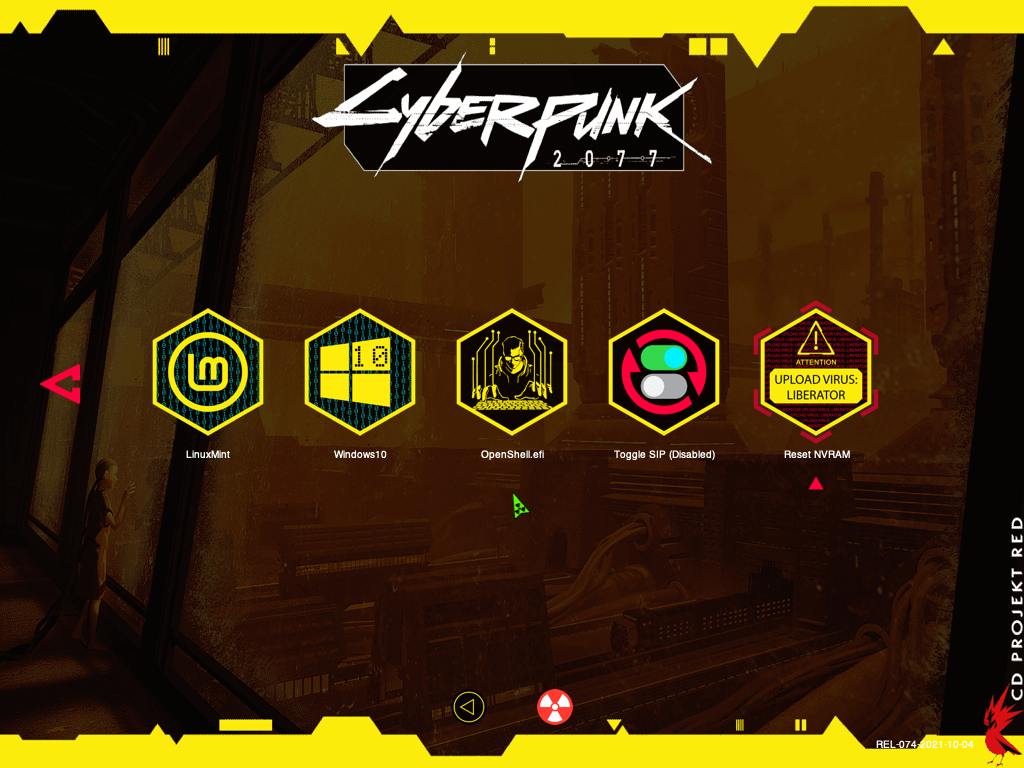 CYBERPUNK
2077
10
ATTENTION
UPLOAD VIRUS:
LIBERATOR
LinuxMint
Windows10
OpenShell.efi
Toggle SIP (Disabled)
Reset NVRAM
CD PROJEKT RED
REL-074-2021-10-04